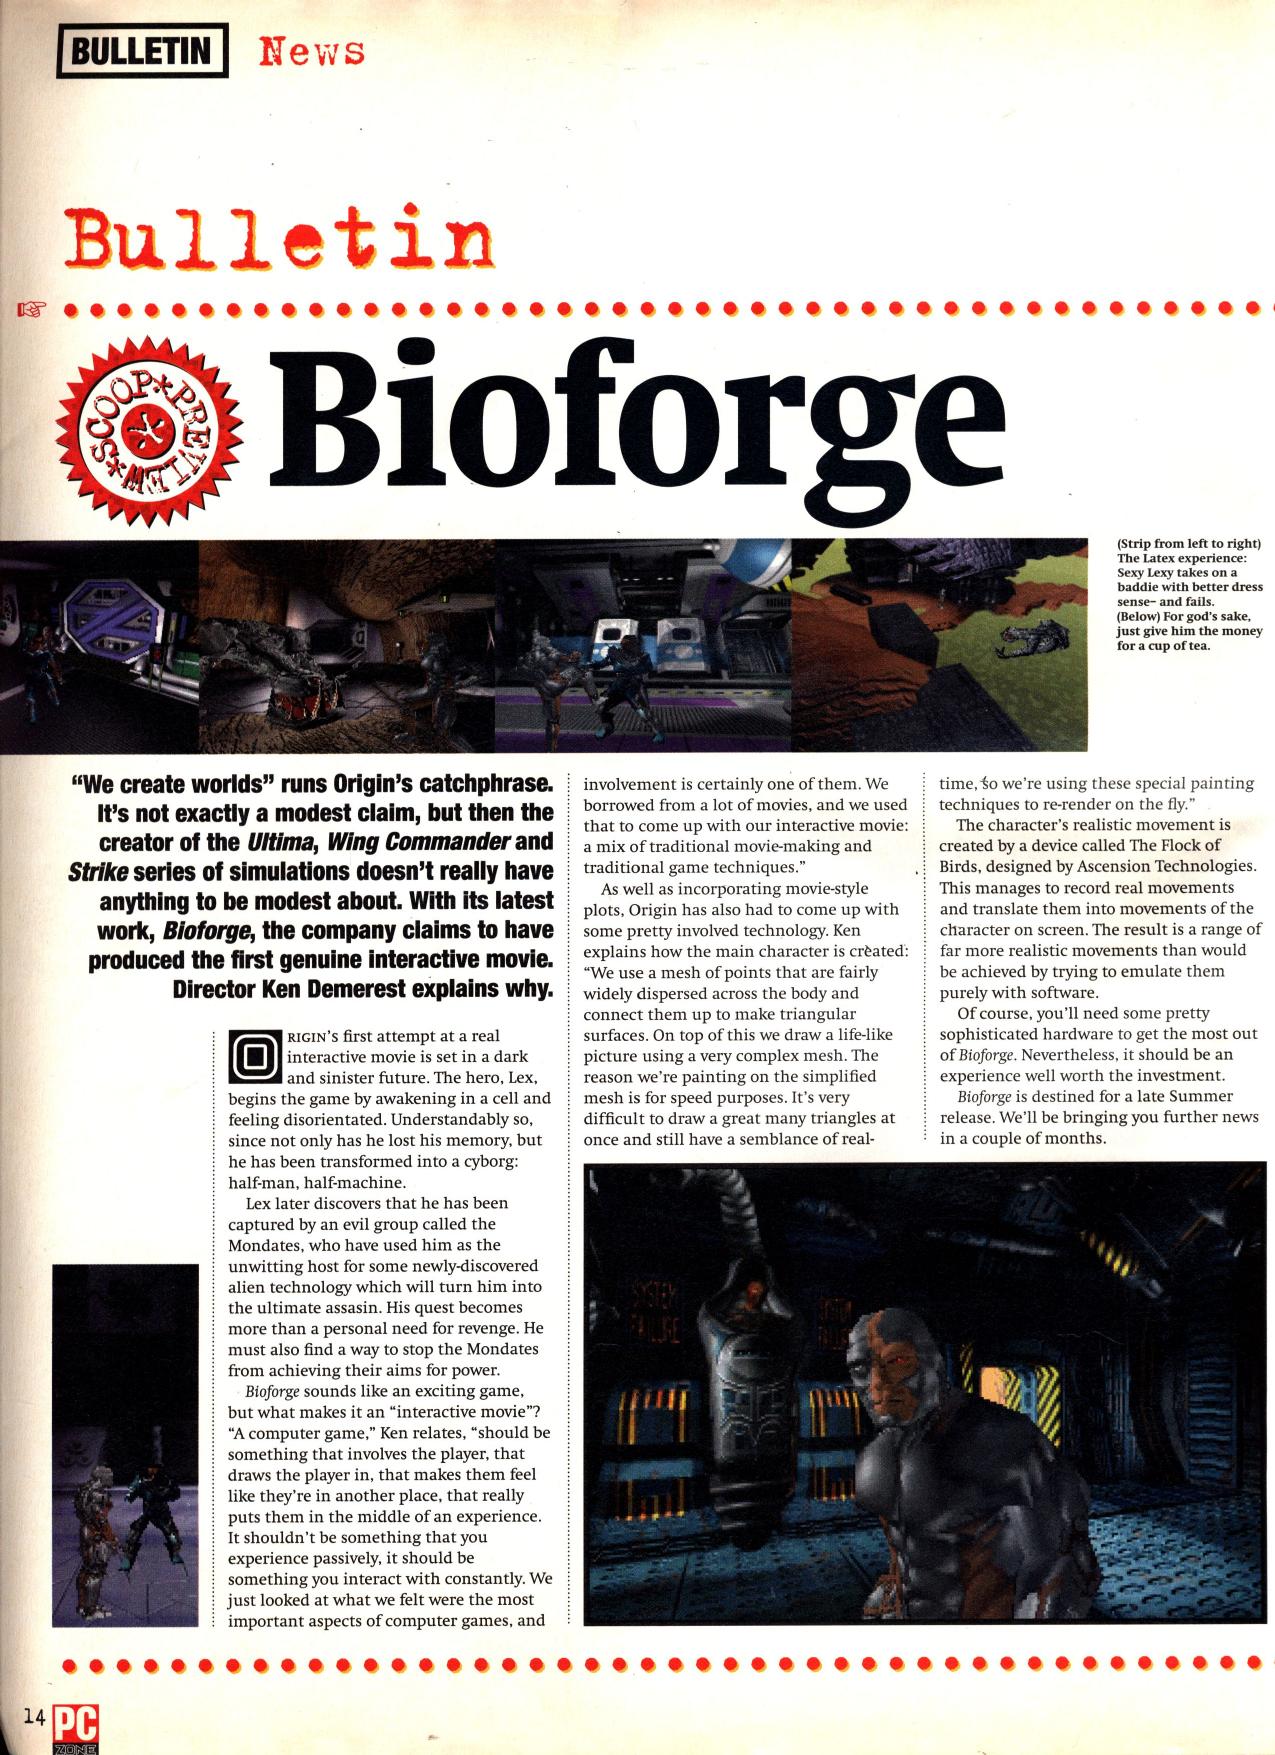 BULLETIN News
Bulletin
SCOOP*PREVIEW*
Bioforge
(Strip from left to right)
The Latex experience:
Sexy Lexy takes on a
baddie with better dress
sense– and fails.
(Below) For god's sake,
just give him the money
for a cup of tea.
“We create worlds” runs Origin's catchphrase.
It's not exactly a modest claim, but then the
creator of the Ultima, Wing Commander and
Strike series of simulations doesn't really have
anything to be modest about. With its latest
work, Bioforge, the company claims to have
produced the first genuine interactive movie.
Director Ken Demerest explains why.
ORIGIN's first attempt at a real
interactive movie is set in a dark
and sinister future. The hero, Lex,
begins the game by awakening in a cell and
feeling disorientated. Understandably so,
since not only has he lost his memory, but
he has been transformed into a cyborg:
half-man, half-machine.
Lex later discovers that he has been
captured by an evil group called the
Mondates, who have used him as the
unwitting host for some newly-discovered
alien technology which will turn him into
the ultimate assasin. His quest becomes
more than a personal need for revenge. He
must also find a way to stop the Mondates
from achieving their aims for power.
Bioforge sounds like an exciting game,
but what makes it an “interactive movie”?
“A computer game,” Ken relates, “should be
something that involves the player, that
draws the player in, that makes them feel
like they're in another place, that really
puts them in the middle of an experience.
It shouldn't be something that you
experience passively, it should be
something you interact with constantly. We
just looked at what we felt were the most
important aspects of computer games, and
involvement is certainly one of them. We
borrowed from a lot of movies, and we used
that to come up with our interactive movie:
a mix of traditional movie-making and
traditional game techniques.”
As well as incorporating movie-style
plots, Origin has also had to come up with
some pretty involved technology. Ken
explains how the main character is created:
“We use a mesh of points that are fairly
widely dispersed across the body and
connect them up to make triangular
surfaces. On top of this we draw a life-like
picture using a very complex mesh. The
reason we're painting on the simplified
mesh is for speed purposes. It's very
difficult to draw a great many triangles at
once and still have a semblance of real-
time, so we're using these special painting
techniques to re-render on the fly.”
The character's realistic movement is
created by a device called The Flock of
Birds, designed by Ascension Technologies.
This manages to record real movements
and translate them into movements of the
character on screen. The result is a range of
far more realistic movements than would
be achieved by trying to emulate them
purely with software.
Of course, you'll need some pretty
sophisticated hardware to get the most out
of Bioforge. Nevertheless, it should be an
experience well worth the investment.
Bioforge is destined for a late Summer
release. We'll be bringing you further news
in a couple of months.
SYSTEM
FAILURE
SYSTEM
FAILURE
14 PC
ZONE